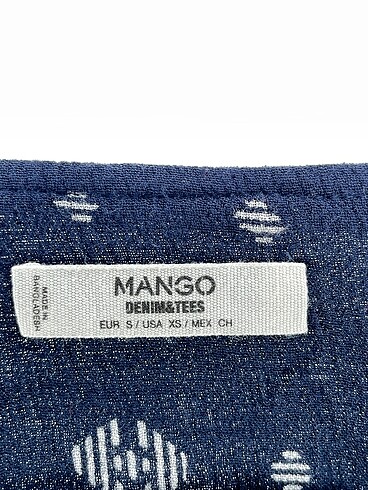 MANGO
DENIM&TEES
EUR S / USA XS / MEX CH
MADE IN
BANGLADESH